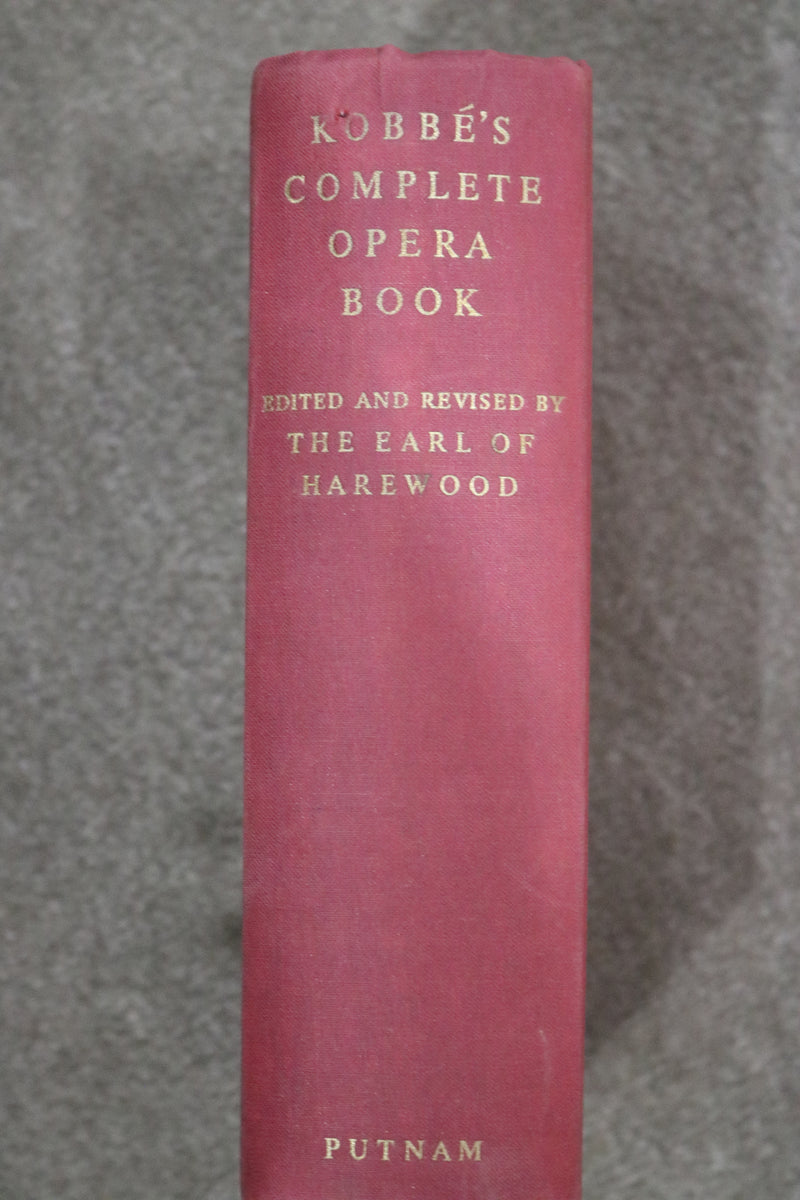 KOBBÉ'S
COMPLETE
OPERA
BOOK
EDITED AND REVISED BY
THE EARL OF
HAREWOOD
PUTNAM